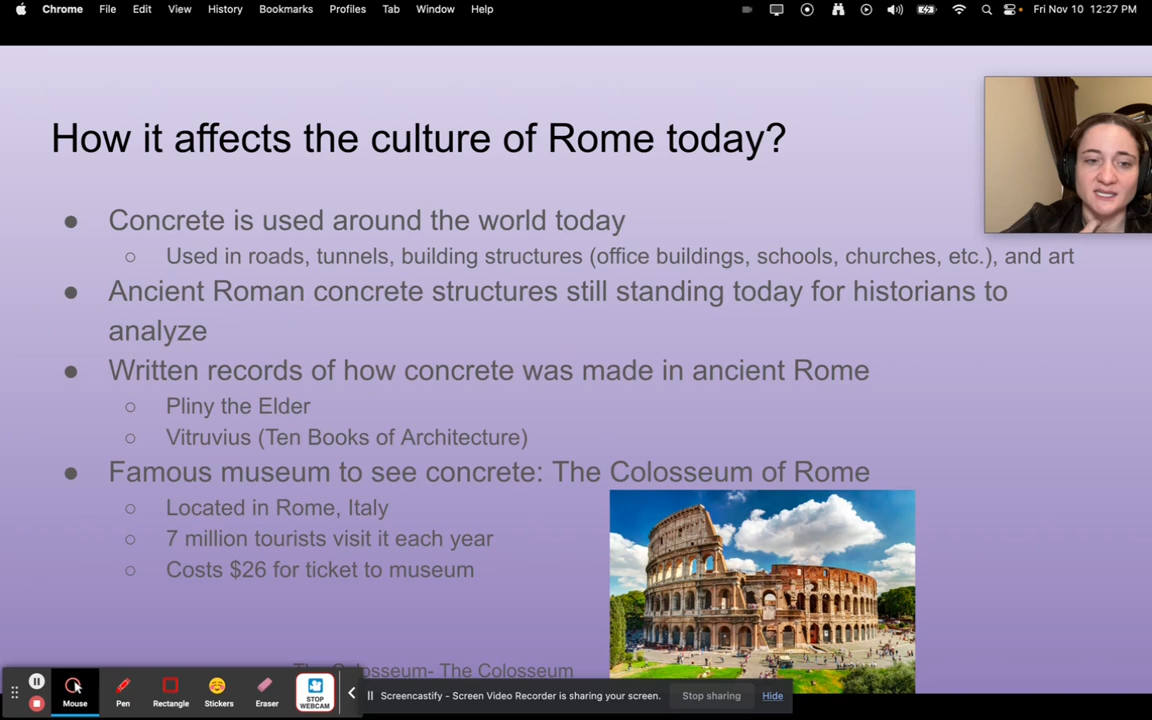 Chrome File Edit View History Bookmarks Profiles Tab Window Help Fri Nov 10 12:27 PM
How it affects the culture of Rome today?
● Concrete is used around the world today
○ Used in roads, tunnels, building structures (office buildings, schools, churches, etc.), and art
● Ancient Roman concrete structures still standing today for historians to
analyze
● Written records of how concrete was made in ancient Rome
○ Pliny the Elder
○ Vitruvius (Ten Books of Architecture)
● Famous museum to see concrete: The Colosseum of Rome
○ Located in Rome, Italy
○ 7 million tourists visit it each year
○ Costs $26 for ticket to museum
The Colosseum- The Colosseum
Mouse Pen Rectangle Stickers Eraser STOP
WEBCAM
Screencastify - Screen Video Recorder is sharing your screen. Stop sharing Hide